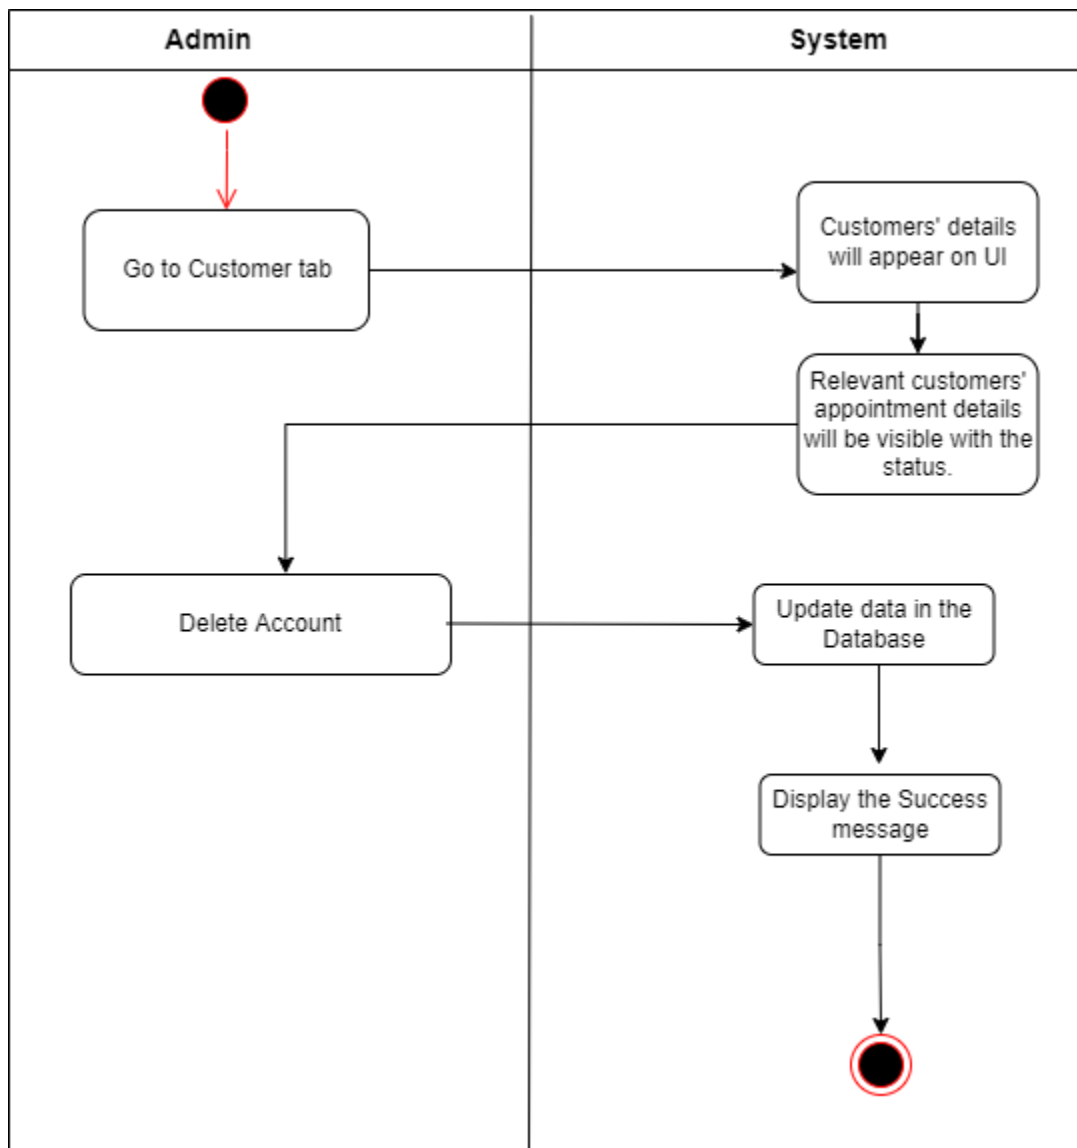 Admin
System
Go to Customer tab
Customers' details
will appear on UI
Relevant customers'
appointment details
will be visible with the
status.
Delete Account
Update data in the
Database
Display the Success
message